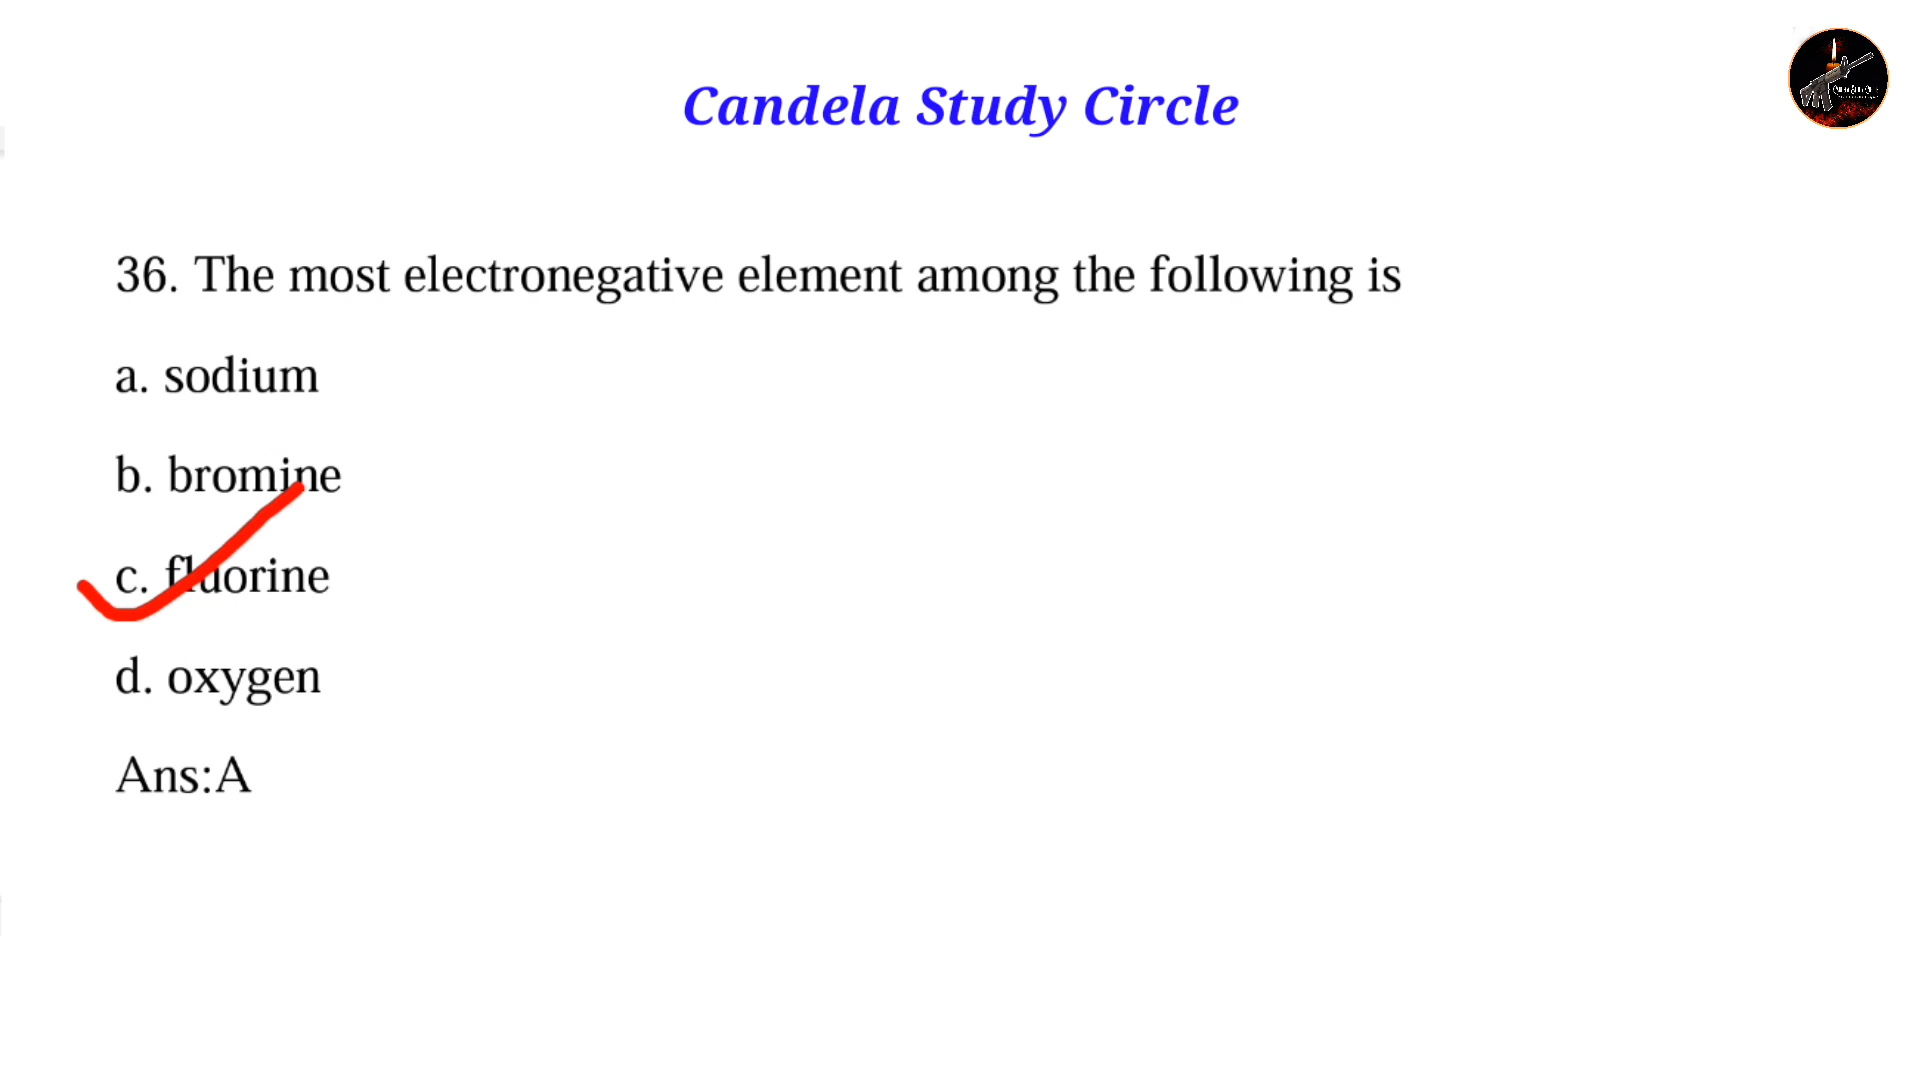 Candela Study Circle
36. The most electronegative element among the following is
a. sodium
b. bromine
c. fluorine
d. oxygen
Ans:A